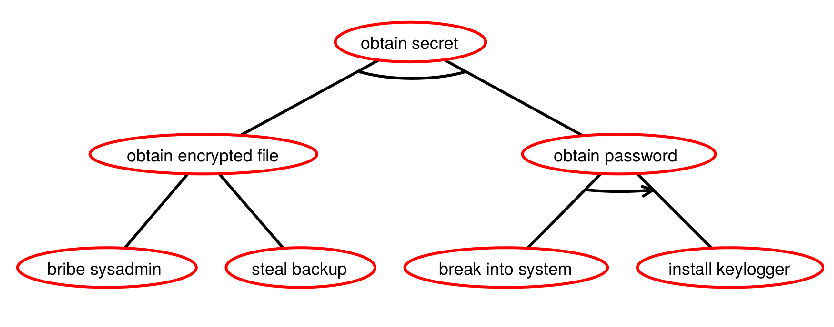 obtain secret
obtain encrypted file
obtain password
bribe sysadmin
steal backup
break into system
install keylogger